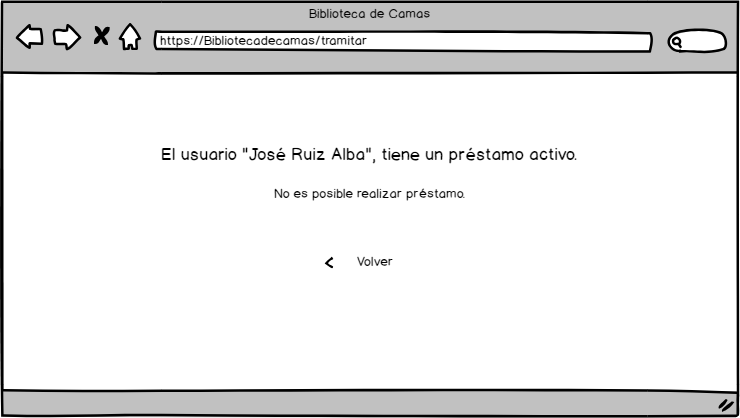 Biblioteca de Camas
https://Bibliotecadecamas/tramitar
El usuario "José Ruiz Alba", tiene un préstamo activo.
No es posible realizar préstamo.
< Volver